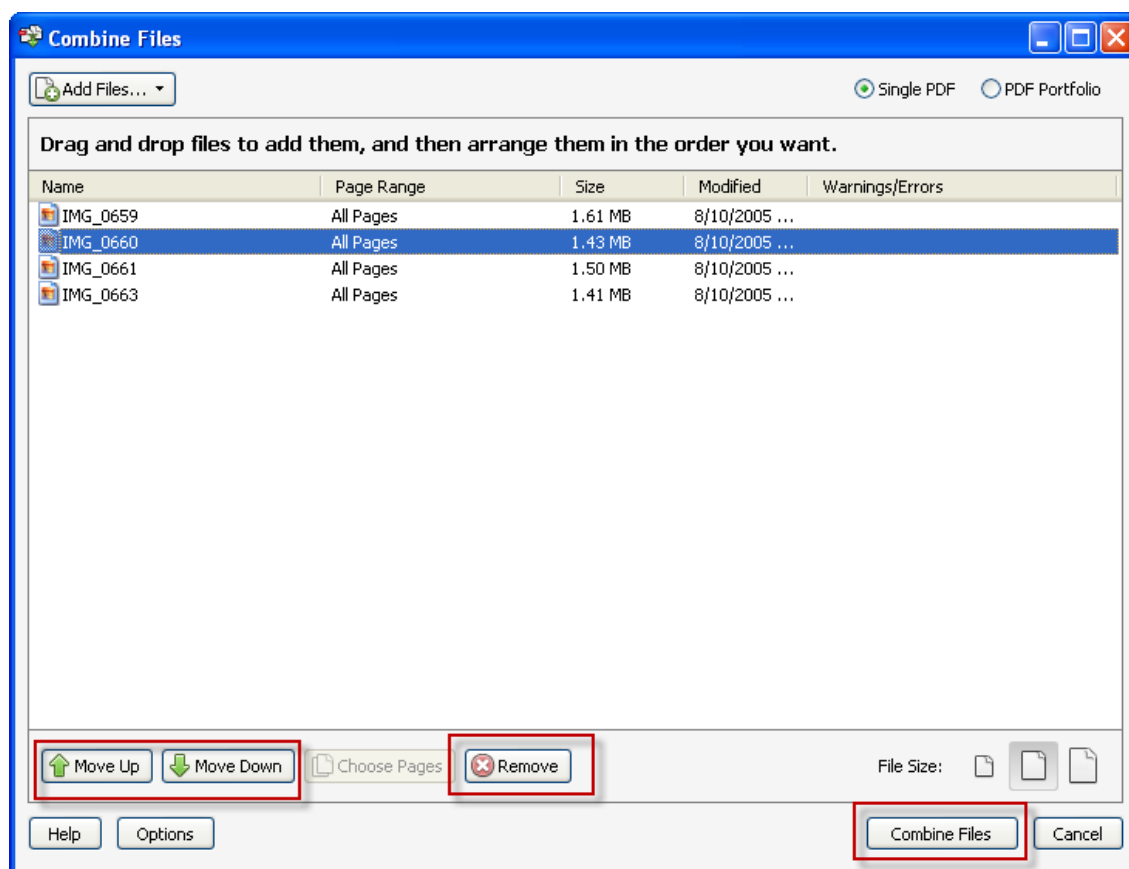 Combine Files
Add Files... Single PDF PDF Portfolio
Drag and drop files to add them, and then arrange them in the order you want.
Name Page Range Size Modified Warnings/Errors
IMG_0659 All Pages 1.61 MB 8/10/2005 ...
IMG_0660 All Pages 1.43 MB 8/10/2005 ...
IMG_0661 All Pages 1.50 MB 8/10/2005 ...
IMG_0663 All Pages 1.41 MB 8/10/2005 ...
Move Up Move Down Choose Pages Remove File Size:
Help Options Combine Files Cancel